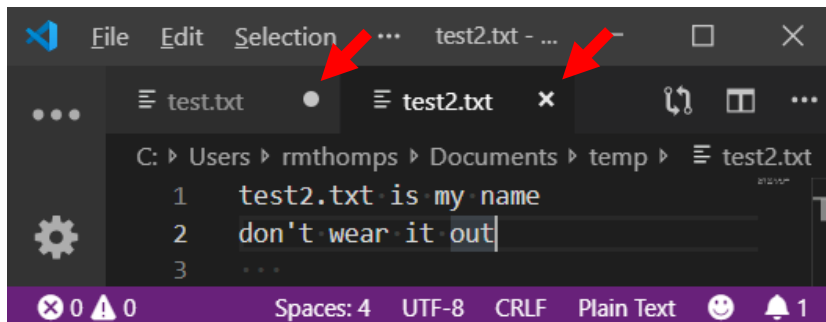 File Edit Selection ··· test2.txt - ...
test.txt test2.txt ···
C: Users rmthomps Documents temp test2.txt
1 test2.txt is my name
2 don't wear it out
3
0 0 Spaces: 4 UTF-8 CRLF Plain Text 1